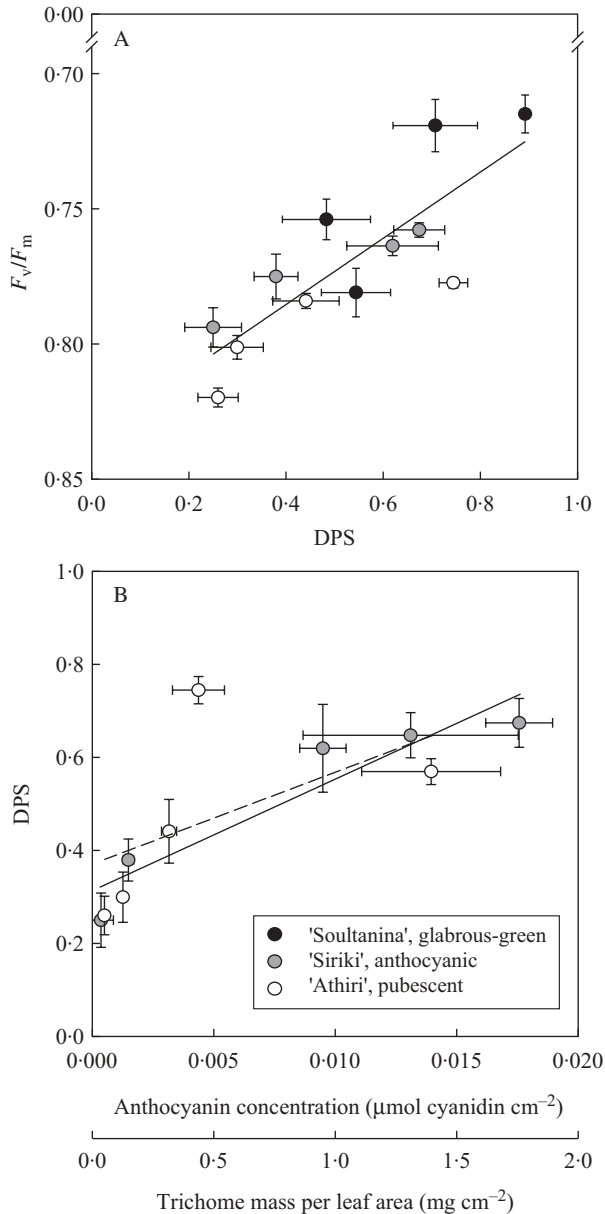 0·00
A
0·70
0·75
0·80
0·85
Fv/Fm
0·0 0·2 0·4 0·6 0·8 1·0
DPS
1·0
B
0·8
0·6
0·4
0·2
0·0
DPS
'Soultanina', glabrous-green
'Siriki', anthocyanic
'Athiri', pubescent
0·000 0·005 0·010 0·015 0·020
Anthocyanin concentration (μmol cyanidin cm⁻²)
0·0 0·5 1·0 1·5 2·0
Trichome mass per leaf area (mg cm⁻²)